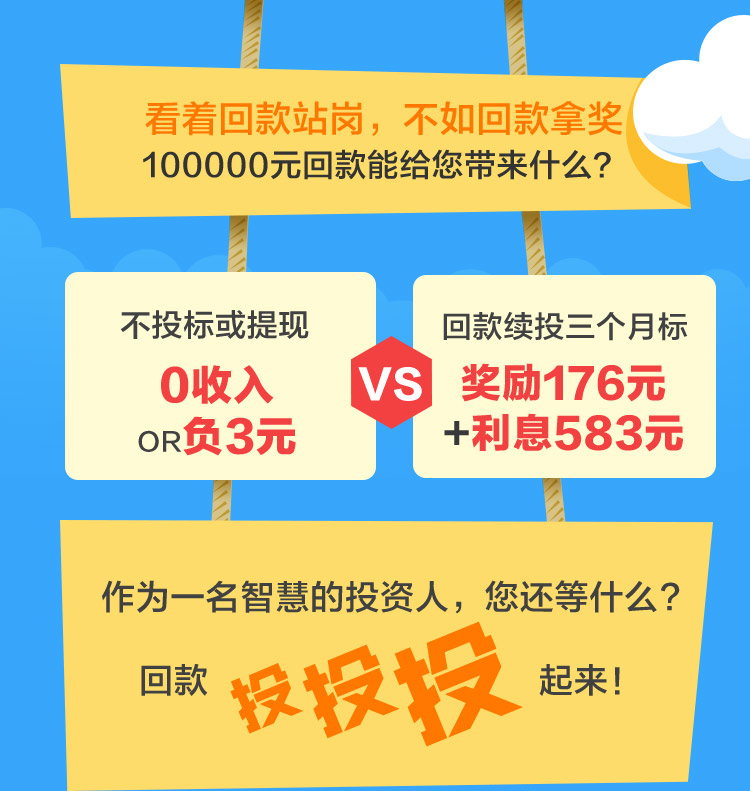 看着回款站岗，不如回款拿奖
100000元回款能给您带来什么？
不投标或提现
0收入
OR负3元
VS
回款续投三个月标
奖励176元
+利息583元
作为一名智慧的投资人，您还等什么？
回款投投投起来！